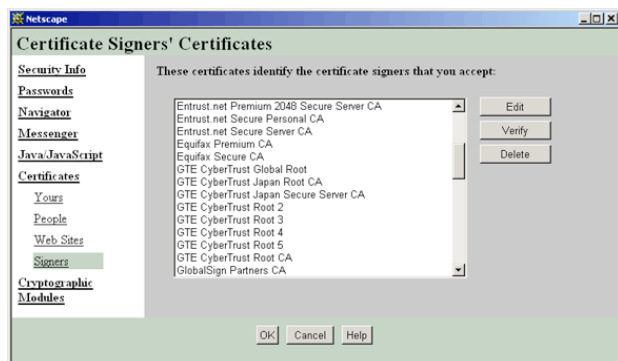 Netscape
Certificate Signers' Certificates
Security Info
Passwords
Navigator
Messenger
Java/JavaScript
Certificates
Yours
People
Web Sites
Signers
Cryptographic
Modules
These certificates identify the certificate signers that you accept:
Entrust.net Premium 2048 Secure Server CA
Entrust.net Secure Personal CA
Entrust.net Secure Server CA
Equifax Premium CA
Equifax Secure CA
GTE CyberTrust Global Root
GTE CyberTrust Japan Root CA
GTE CyberTrust Japan Secure Server CA
GTE CyberTrust Root 2
GTE CyberTrust Root 3
GTE CyberTrust Root 4
GTE CyberTrust Root 5
GTE CyberTrust Root CA
GlobalSign Partners CA
Edit
Verify
Delete
OK
Cancel
Help